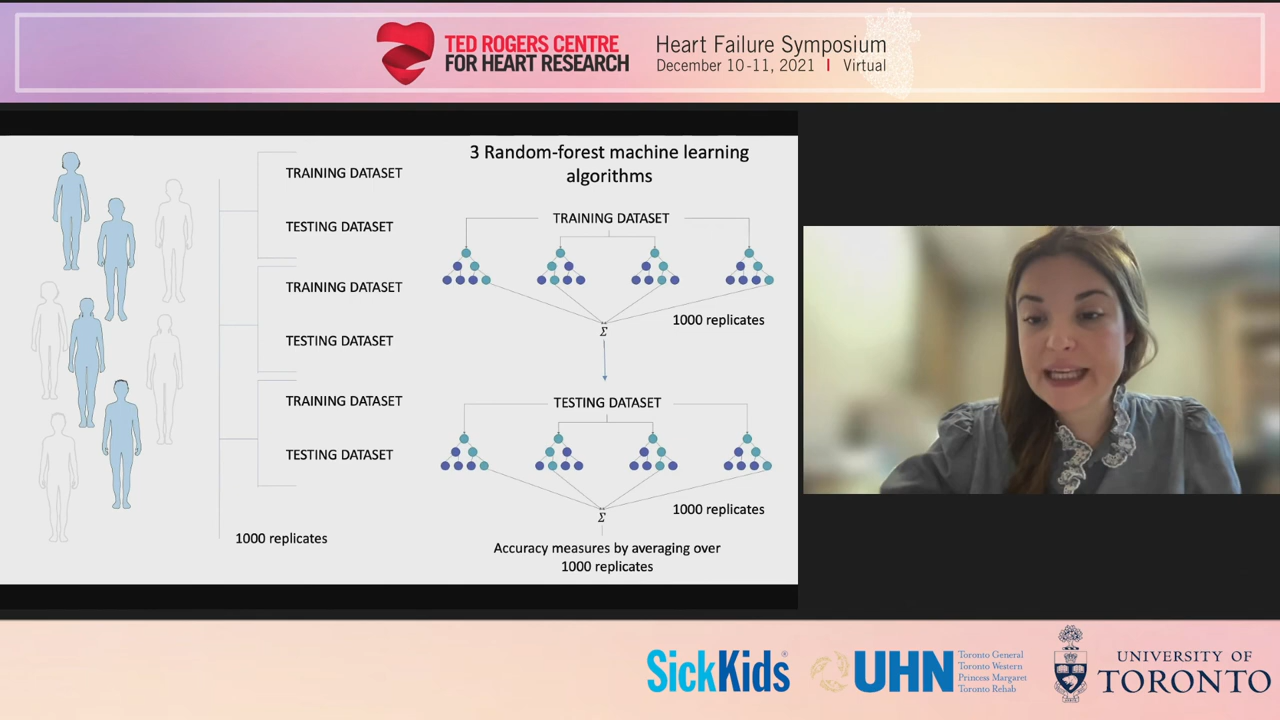 TED ROGERS CENTRE
FOR HEART RESEARCH
Heart Failure Symposium
December 10-11, 2021 | Virtual
TRAINING DATASET
TESTING DATASET
TRAINING DATASET
TESTING DATASET
TRAINING DATASET
TESTING DATASET
1000 replicates
3 Random-forest machine learning
algorithms
TRAINING DATASET
1000 replicates
Σ
TESTING DATASET
1000 replicates
Σ
Accuracy measures by averaging over
1000 replicates
SickKids®
UHN
Toronto General
Toronto Western
Princess Margaret
Toronto Rehab
UNIVERSITY OF
TORONTO